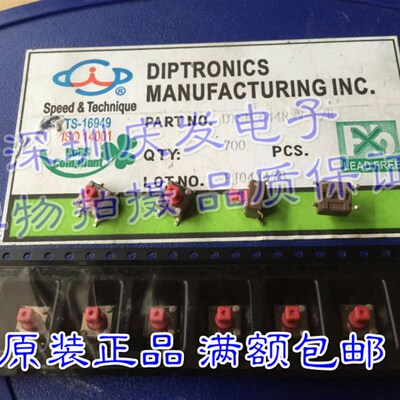 DIPTRONICS
MANUFACTURING INC.
Speed & Technique
TS-16949
ISO 14001
Compliant
PART NO.
QTY: 700 PCS.
LOT NO.
LEAD FREE
深圳庆发电子
实物拍摄品质保证
原装正品 满额包邮